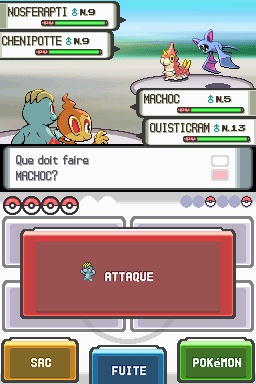 NOSFERAPTI ♂N.9
PV
CHENIPOTTE ♂N.9
PV
MACHOC ♂N.5
PV
OUISTICRAM ♂N.13
PV
Que doit faire
MACHOC?
ATTAQUE
SAC
FUITE
POKéMON